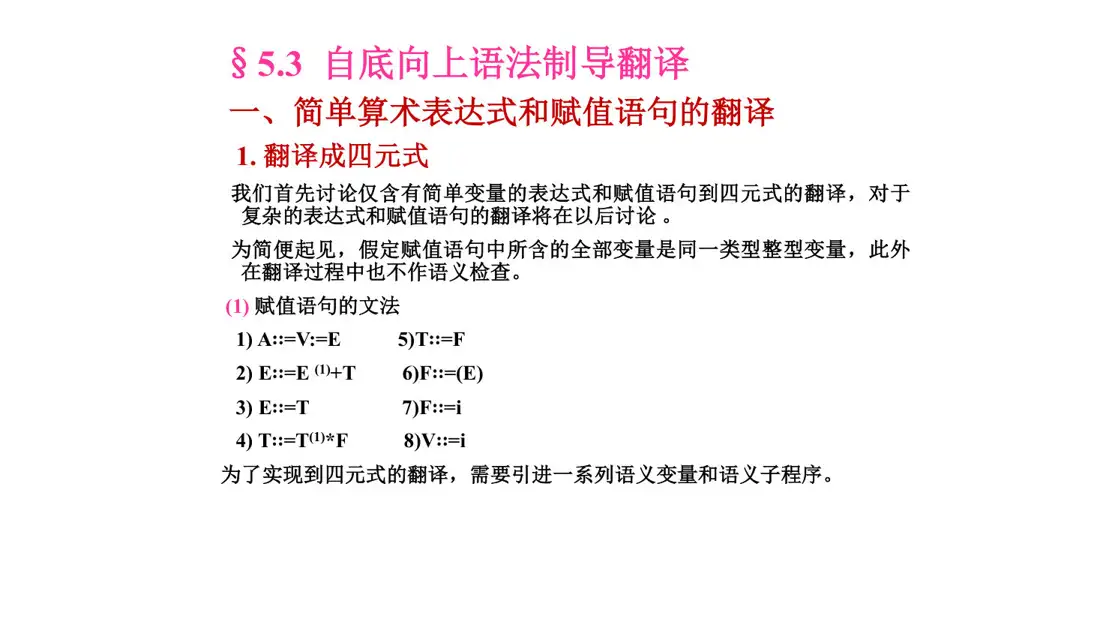 §5.3 自底向上语法制导翻译
一、简单算术表达式和赋值语句的翻译
1. 翻译成四元式
我们首先讨论仅含有简单变量的表达式和赋值语句到四元式的翻译，对于
复杂的表达式和赋值语句的翻译将在以后讨论 。
为简便起见，假定赋值语句中所含的全部变量是同一类型整型变量，此外
在翻译过程中也不作语义检查。
(1) 赋值语句的文法
1) A::=V:=E 5)T::=F
2) E::=E (1)+T 6)F::=(E)
3) E::=T 7)F::=i
4) T::=T(1)*F 8)V::=i
为了实现到四元式的翻译，需要引进一系列语义变量和语义子程序。